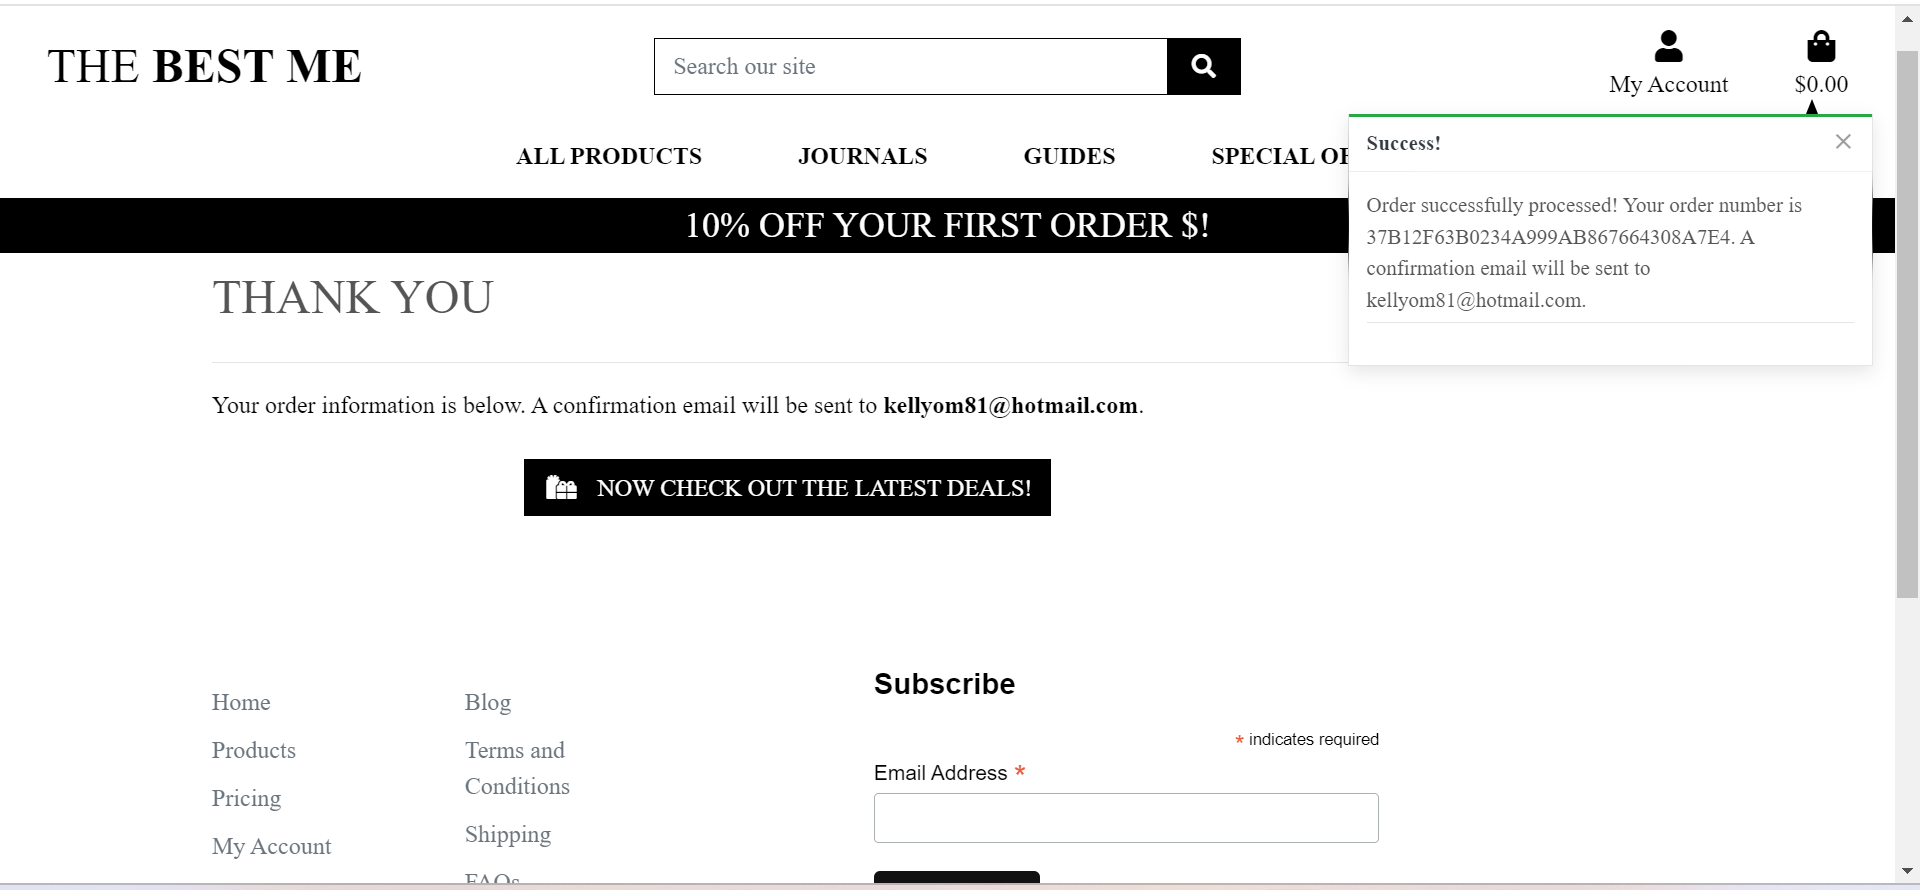 THE BEST ME
Search our site
My Account
$0.00
ALL PRODUCTS
JOURNALS
GUIDES
SPECIAL OF
10% OFF YOUR FIRST ORDER $!
Success!
Order successfully processed! Your order number is
37B12F63B0234A999AB867664308A7E4. A
confirmation email will be sent to
kellyom81@hotmail.com.
THANK YOU
Your order information is below. A confirmation email will be sent to kellyom81@hotmail.com.
NOW CHECK OUT THE LATEST DEALS!
Home
Products
Pricing
My Account
Blog
Terms and
Conditions
Shipping
FAQs
Subscribe
* indicates required
Email Address *